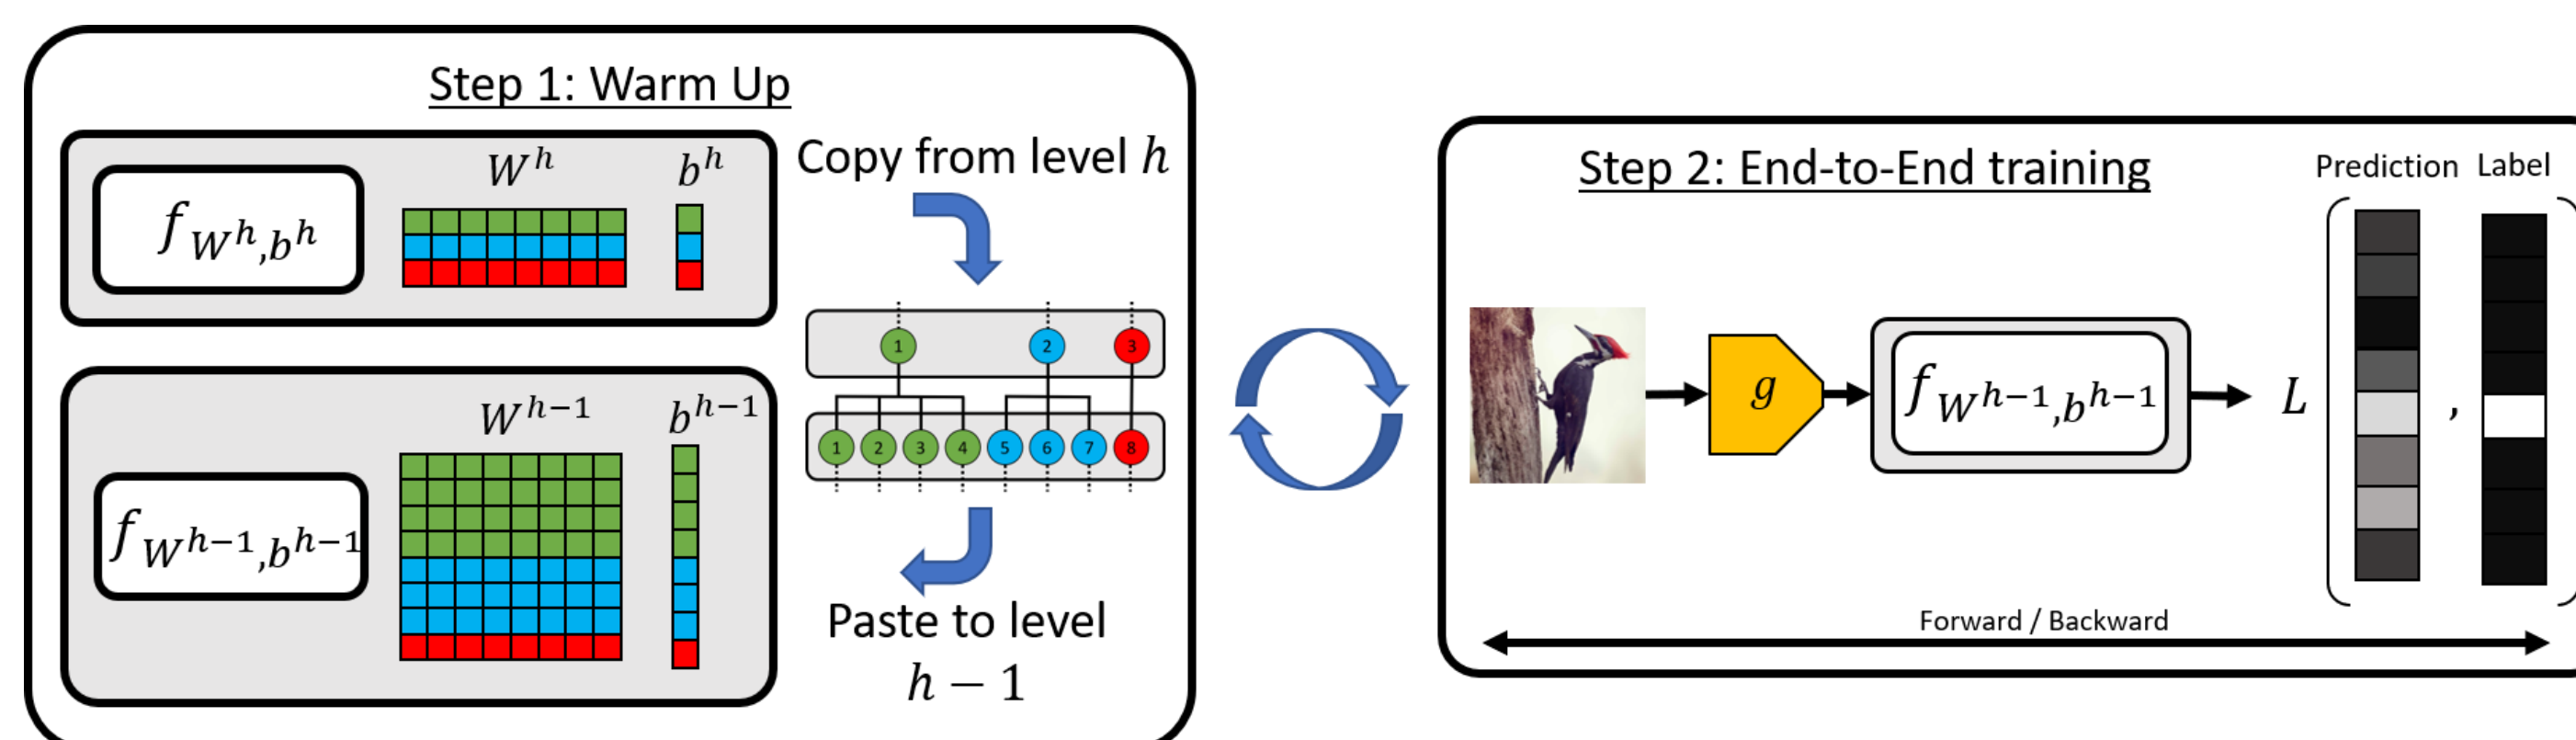 Step 1: Warm Up
W^h
b^h
f_{W^h,b^h}
Copy from level h
1 2 3
1 2 3 4 5 6 7 8
W^{h-1}
b^{h-1}
f_{W^{h-1},b^{h-1}}
Paste to level
h - 1
Step 2: End-to-End training
Prediction Label
g
f_{W^{h-1},b^{h-1}}
L
,
Forward / Backward